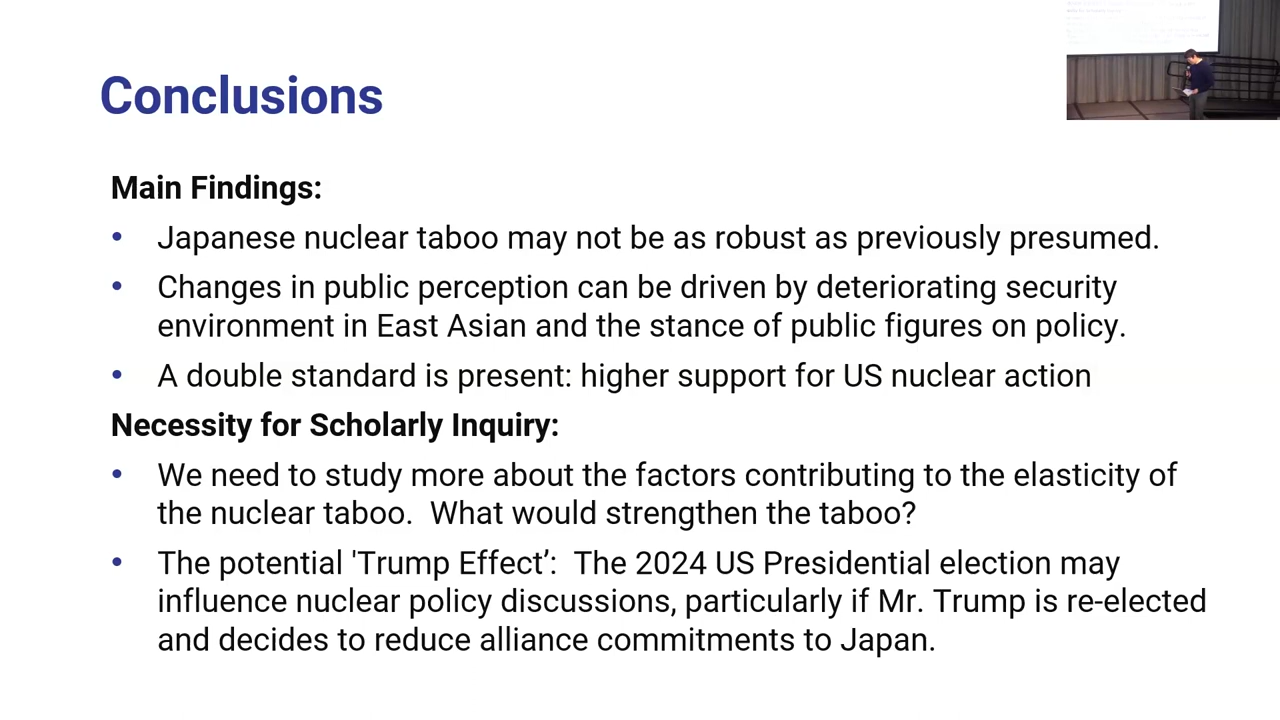 Conclusions
Main Findings:
• Japanese nuclear taboo may not be as robust as previously presumed.
• Changes in public perception can be driven by deteriorating security
environment in East Asian and the stance of public figures on policy.
• A double standard is present: higher support for US nuclear action
Necessity for Scholarly Inquiry:
• We need to study more about the factors contributing to the elasticity of
the nuclear taboo.  What would strengthen the taboo?
• The potential 'Trump Effect’:  The 2024 US Presidential election may
influence nuclear policy discussions, particularly if Mr. Trump is re-elected
and decides to reduce alliance commitments to Japan.